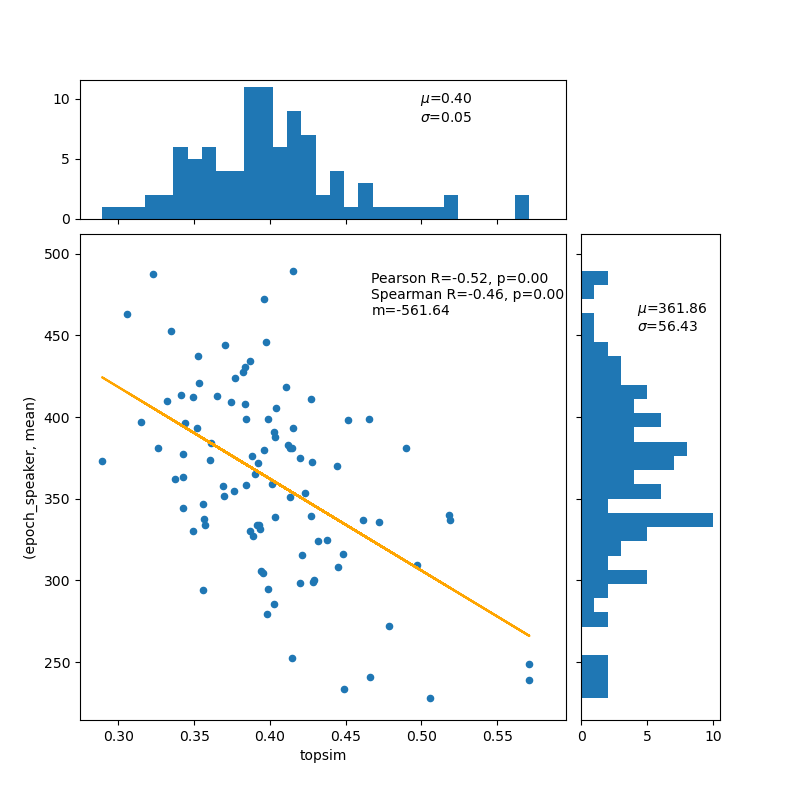 10
5
0
μ=0.40
σ=0.05
500
450
400
350
300
250
(epoch_speaker, mean)
Pearson R=-0.52, p=0.00
Spearman R=-0.46, p=0.00
m=-561.64
μ=361.86
σ=56.43
0.30 0.35 0.40 0.45 0.50 0.55
topsim
0 5 10